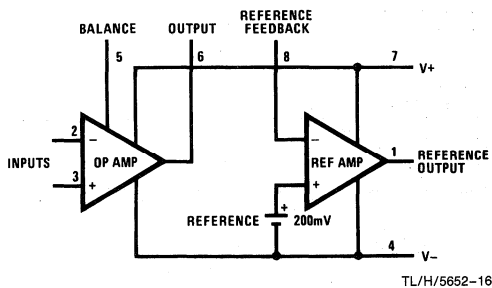 BALANCE
OUTPUT
REFERENCE
FEEDBACK
5
6
8
7
V+
2
−
OP AMP
3
+
INPUTS
−
REF AMP
+
1
REFERENCE
OUTPUT
REFERENCE
+
200mV
4
V−
TL/H/5652-16